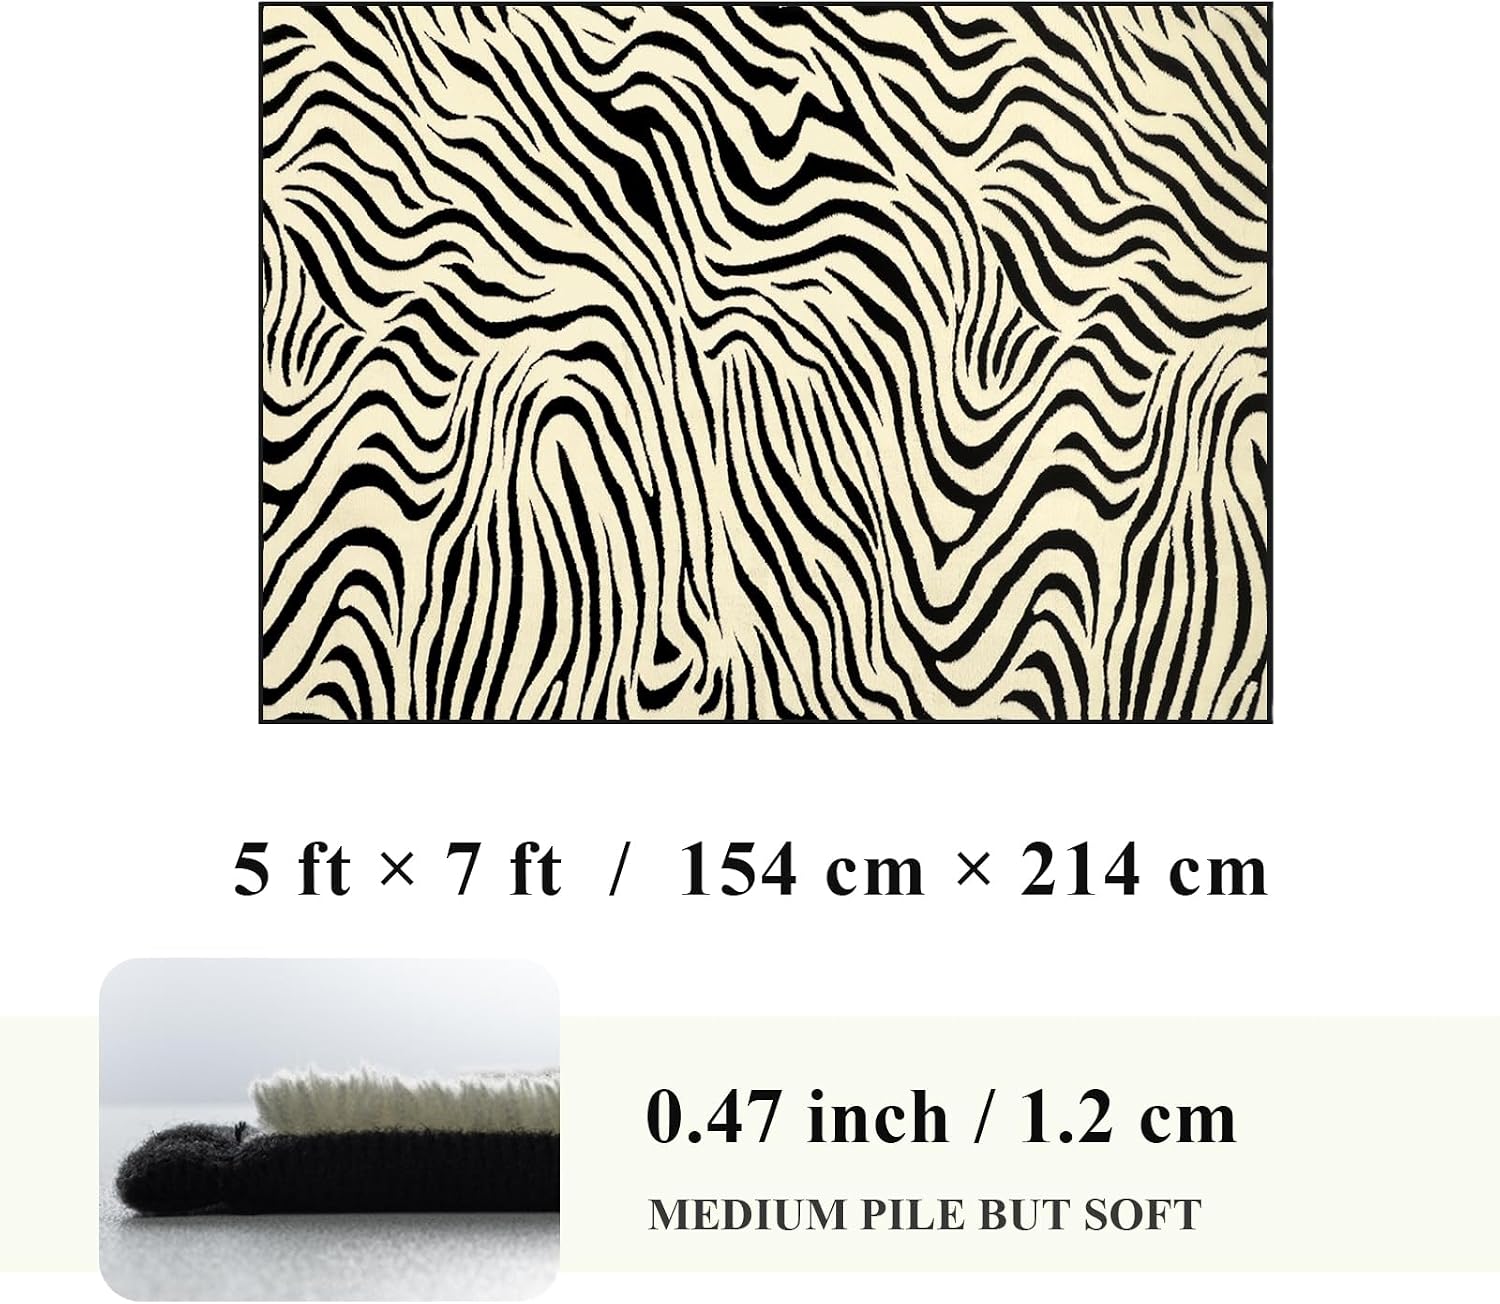 5 ft × 7 ft / 154 cm × 214 cm
0.47 inch / 1.2 cm
MEDIUM PILE BUT SOFT